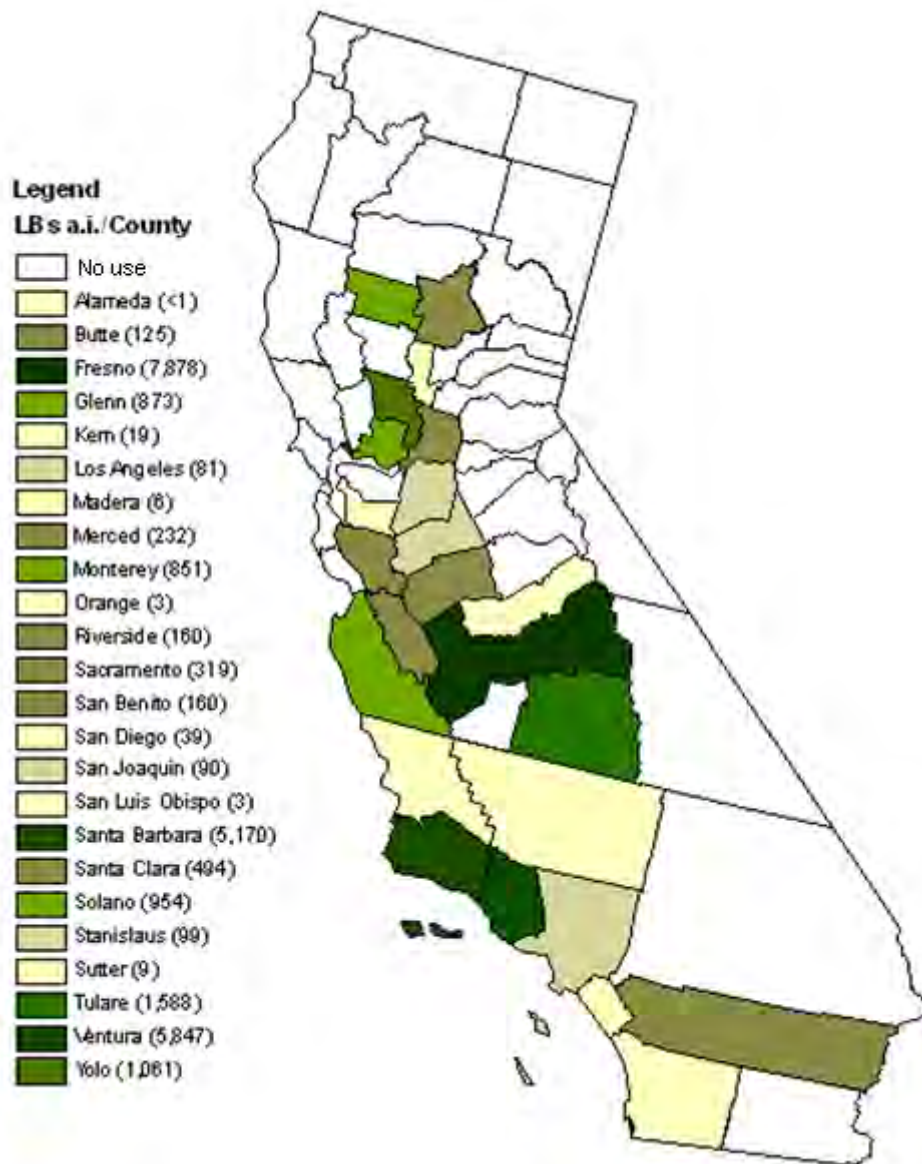 Legend
LBs a.i./County
No use
Alameda (<1)
Butte (125)
Fresno (7,878)
Glenn (873)
Kern (19)
Los Angeles (81)
Madera (6)
Merced (232)
Monterey (851)
Orange (3)
Riverside (160)
Sacramento (319)
San Benito (160)
San Diego (39)
San Joaquin (90)
San Luis Obispo (3)
Santa Barbara (5,170)
Santa Clara (494)
Solano (954)
Stanislaus (99)
Sutter (9)
Tulare (1,588)
Ventura (5,847)
Yolo (1,061)